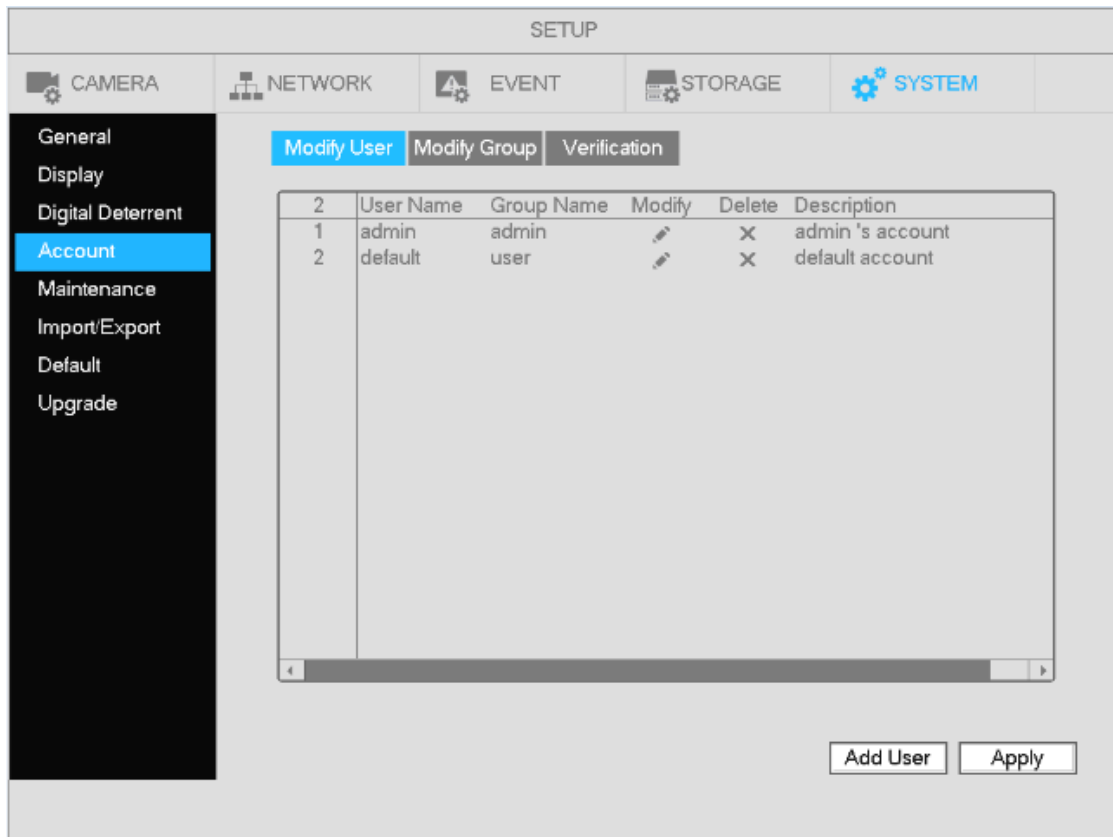 SETUP
CAMERA NETWORK EVENT STORAGE SYSTEM
General
Display
Digital Deterrent
Account
Maintenance
Import/Export
Default
Upgrade
Modify User Modify Group Verification
2 User Name Group Name Modify Delete Description
1 admin admin admin 's account
2 default user default account
Add User Apply